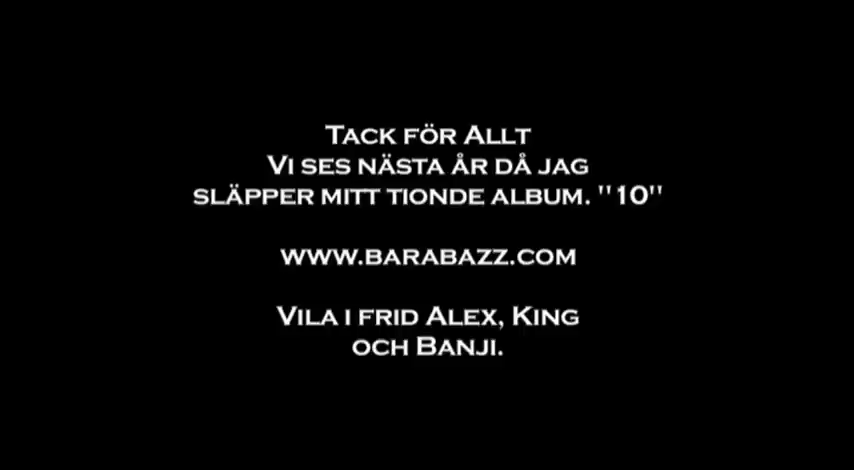 Tack för Allt
Vi ses nästa år då jag
släpper mitt tionde album. "10"
www.barabazz.com
Vila i frid Alex, King
och Banji.